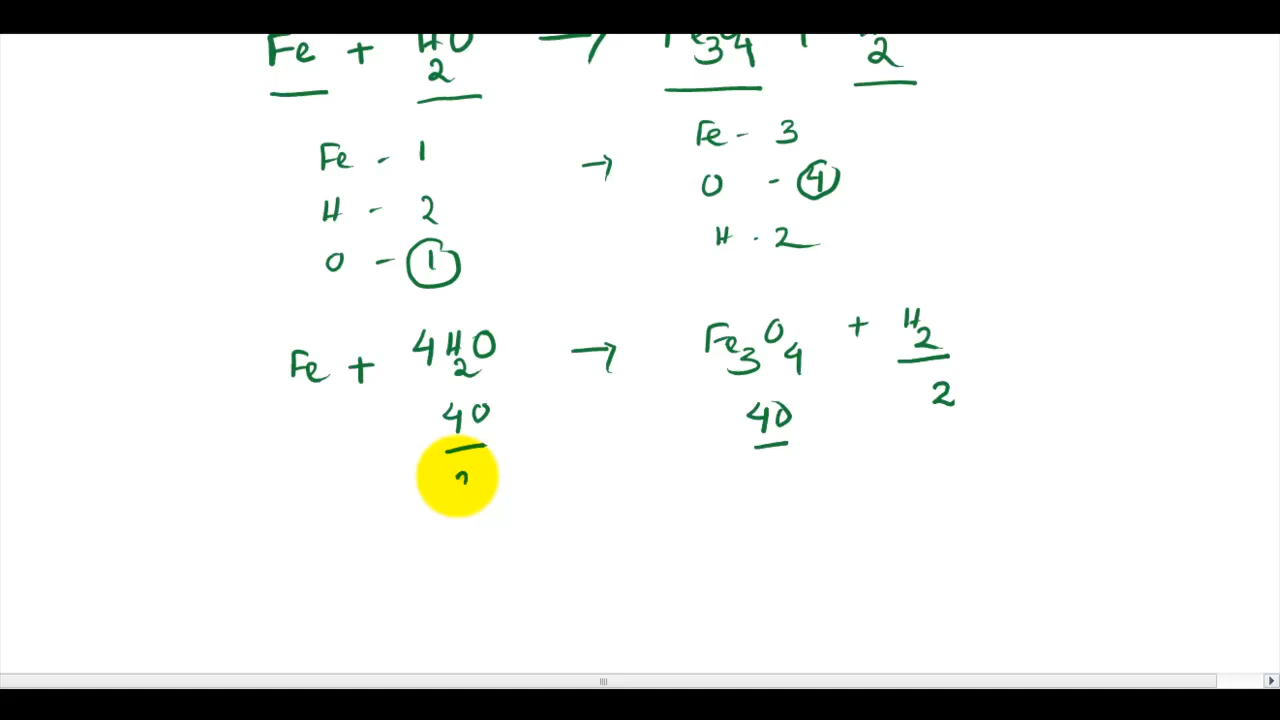 Fe + H2O → Fe3O4 + H2
Fe - 1 → Fe - 3
H - 2 O - 4
O - 1 H - 2
Fe + 4H2O → Fe3O4 + H2
4O 4O 2